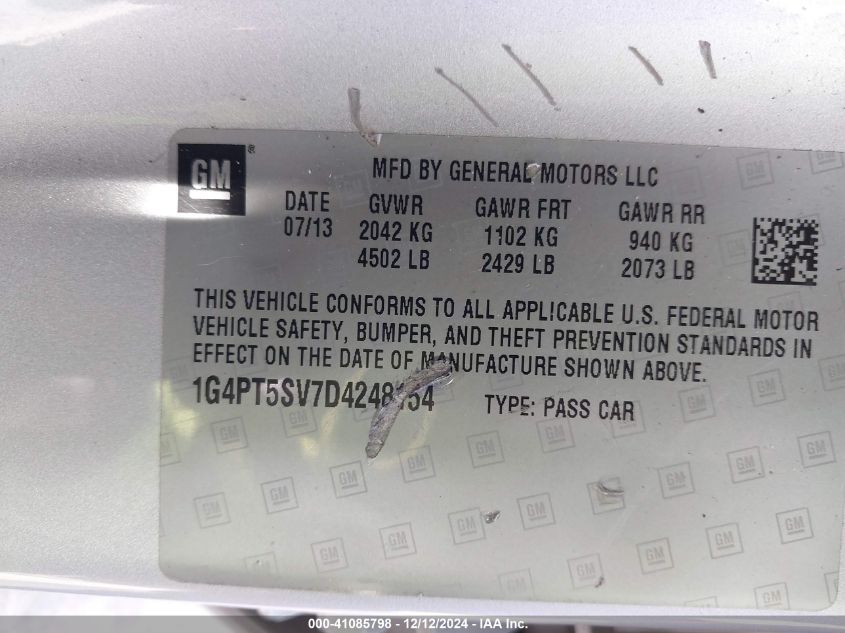 GM ®
MFD BY GENERAL MOTORS LLC
DATE GVWR GAWR FRT GAWR RR
07/13 2042 KG 1102 KG 940 KG
4502 LB 2429 LB 2073 LB
THIS VEHICLE CONFORMS TO ALL APPLICABLE U.S. FEDERAL MOTOR
VEHICLE SAFETY, BUMPER, AND THEFT PREVENTION STANDARDS IN
EFFECT ON THE DATE OF MANUFACTURE SHOWN ABOVE.
1G4PT5SV7D4248154 TYPE: PASS CAR
000-41085798 - 12/12/2024 - IAA Inc.